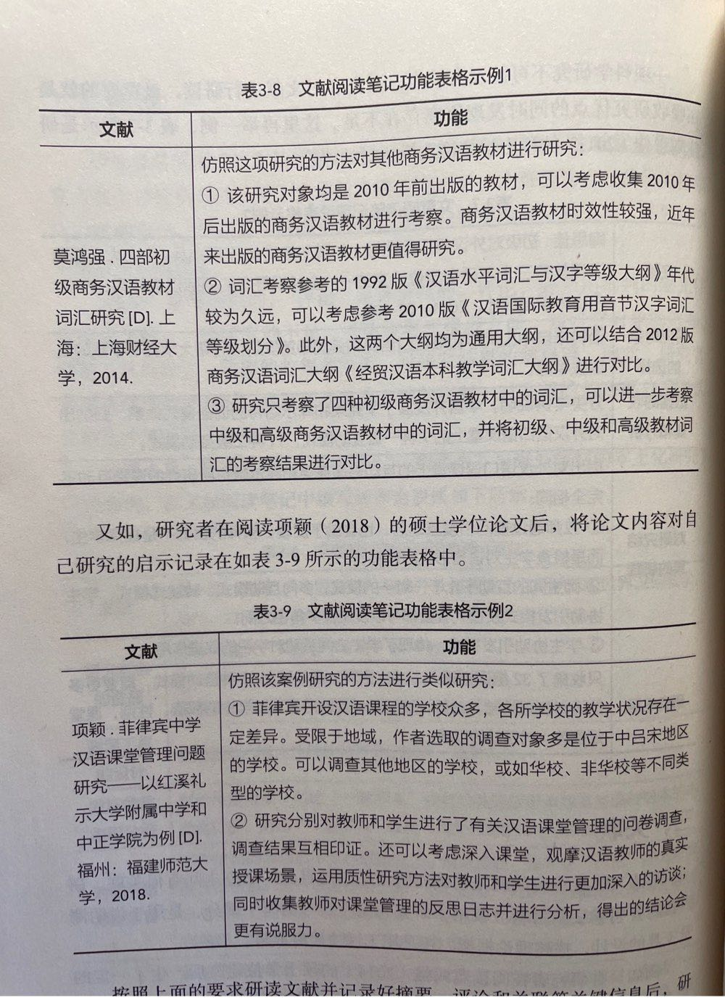 表3-8 文献阅读笔记功能表格示例1
文献
功能
莫鸿强．四部初
级商务汉语教材
词汇研究[D]. 上
海：上海财经大
学，2014.
仿照这项研究的方法对其他商务汉语教材进行研究：
① 该研究对象均是 2010 年前出版的教材，可以考虑收集 2010 年
后出版的商务汉语教材进行考察。商务汉语教材时效性较强，近年
来出版的商务汉语教材更值得研究。
② 词汇考察参考的 1992 版《汉语水平词汇与汉字等级大纲》年代
较为久远，可以考虑参考 2010 版《汉语国际教育用音节汉字词汇
等级划分》。此外，这两个大纲均为通用大纲，还可以结合 2012 版
商务汉语词汇大纲《经贸汉语本科教学词汇大纲》进行对比。
③ 研究只考察了四种初级商务汉语教材中的词汇，可以进一步考察
中级和高级商务汉语教材中的词汇，并将初级、中级和高级教材词
汇的考察结果进行对比。
又如，研究者在阅读项颖（2018）的硕士学位论文后，将论文内容对自
己研究的启示记录在如表 3-9 所示的功能表格中。
表3-9 文献阅读笔记功能表格示例2
文献
功能
项颖．菲律宾中学
汉语课堂管理问题
研究——以红溪礼
示大学附属中学和
中正学院为例[D].
福州：福建师范大
学，2018.
仿照该案例研究的方法进行类似研究：
① 菲律宾开设汉语课程的学校众多，各所学校的教学状况存在一
定差异。受限于地域，作者选取的调查对象多是位于中吕宋地区
的学校。可以调查其他地区的学校，或如华校、非华校等不同类
型的学校。
② 研究分别对教师和学生进行了有关汉语课堂管理的问卷调查，
调查结果互相印证。还可以考虑深入课堂，观摩汉语教师的真实
授课场景，运用质性研究方法对教师和学生进行更加深入的访谈；
同时收集教师对课堂管理的反思日志并进行分析，得出的结论会
更有说服力。
按照上面的要求研读文献并记录好摘要、评论和关联等关键信息后，研